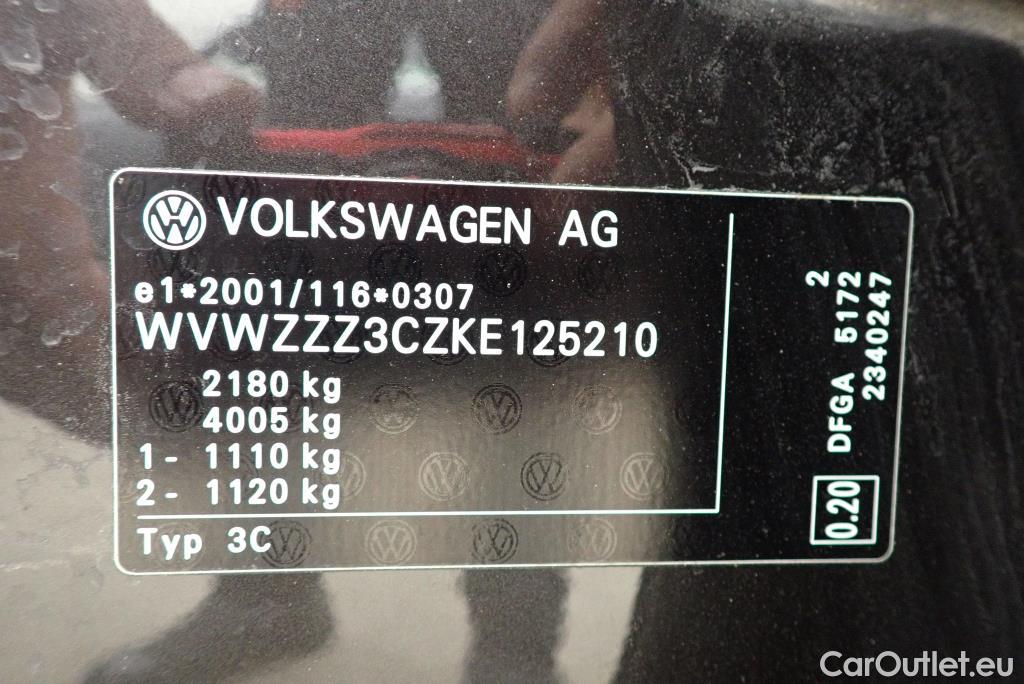 VOLKSWAGEN AG
e1*2001/116*0307
WVWZZZ3CZKE125210
2180 kg
4005 kg
1- 1110 kg
2- 1120 kg
Typ 3C
2
DFGA 5172
2340247
0.20
CarOutlet.eu